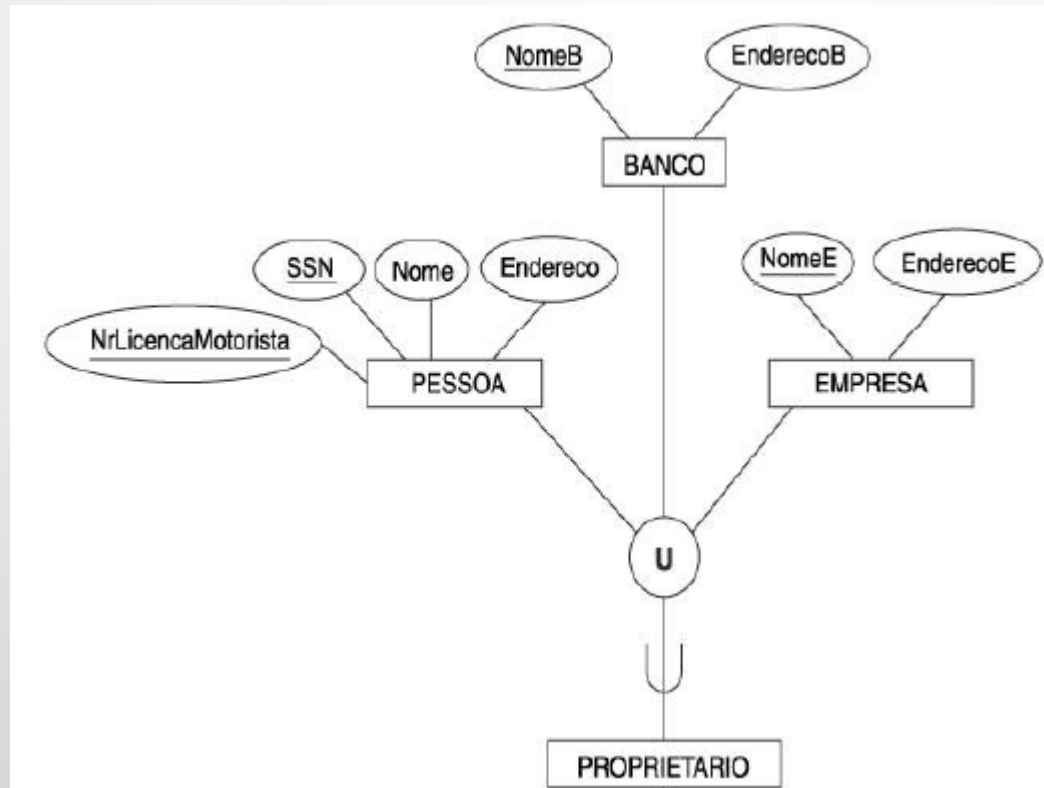 NomeB
EnderecoB
BANCO
SSN
Nome
Endereco
NomeE
EnderecoE
NrLicencaMotorista
PESSOA
EMPRESA
U
PROPRIETARIO